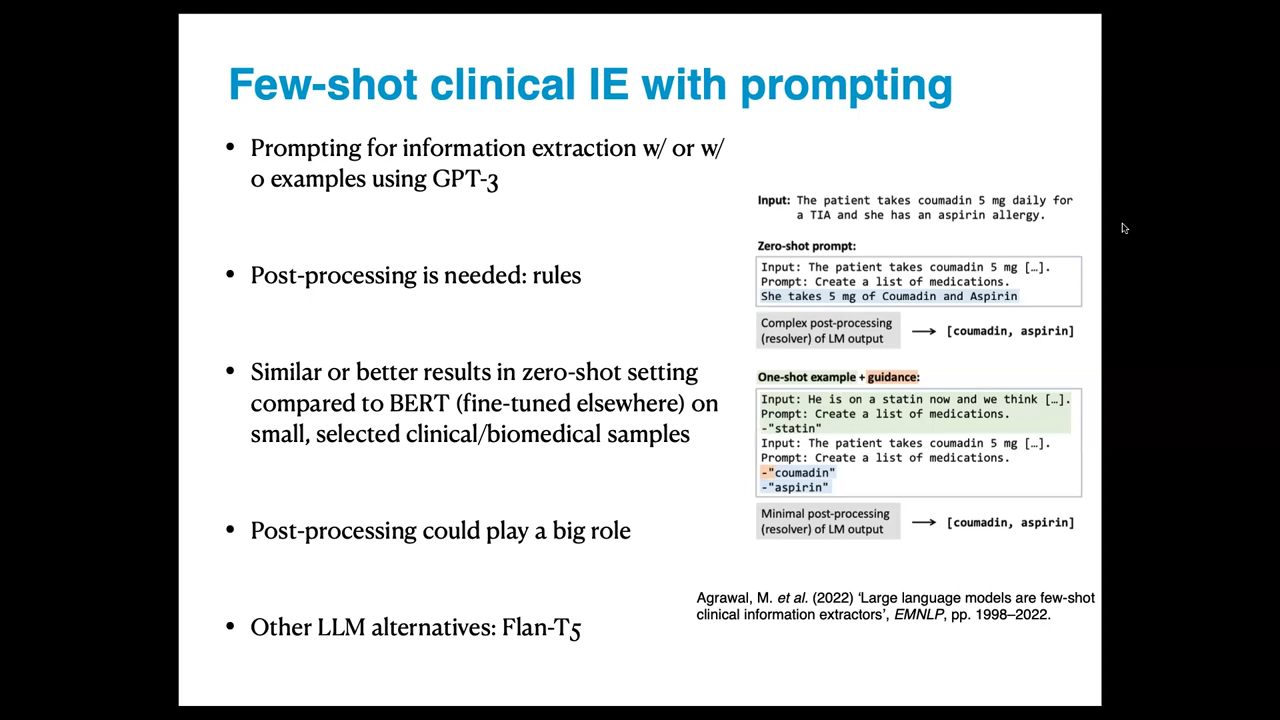 Few-shot clinical IE with prompting
• Prompting for information extraction w/ or w/
0 examples using GPT-3
• Post-processing is needed: rules
• Similar or better results in zero-shot setting
compared to BERT (fine-tuned elsewhere) on
small, selected clinical/biomedical samples
• Post-processing could play a big role
• Other LLM alternatives: Flan-T5
Input: The patient takes coumadin 5 mg daily for
a TIA and she has an aspirin allergy.
Zero-shot prompt:
Input: The patient takes coumadin 5 mg […].
Prompt: Create a list of medications.
She takes 5 mg of Coumadin and Aspirin
Complex post-processing
(resolver) of LM output → [coumadin, aspirin]
One-shot example + guidance:
Input: He is on a statin now and we think […].
Prompt: Create a list of medications.
-"statin"
Input: The patient takes coumadin 5 mg […].
Prompt: Create a list of medications.
-"coumadin"
-"aspirin"
Minimal post-processing
(resolver) of LM output → [coumadin, aspirin]
Agrawal, M. et al. (2022) ‘Large language models are few-shot
clinical information extractors’, EMNLP, pp. 1998–2022.